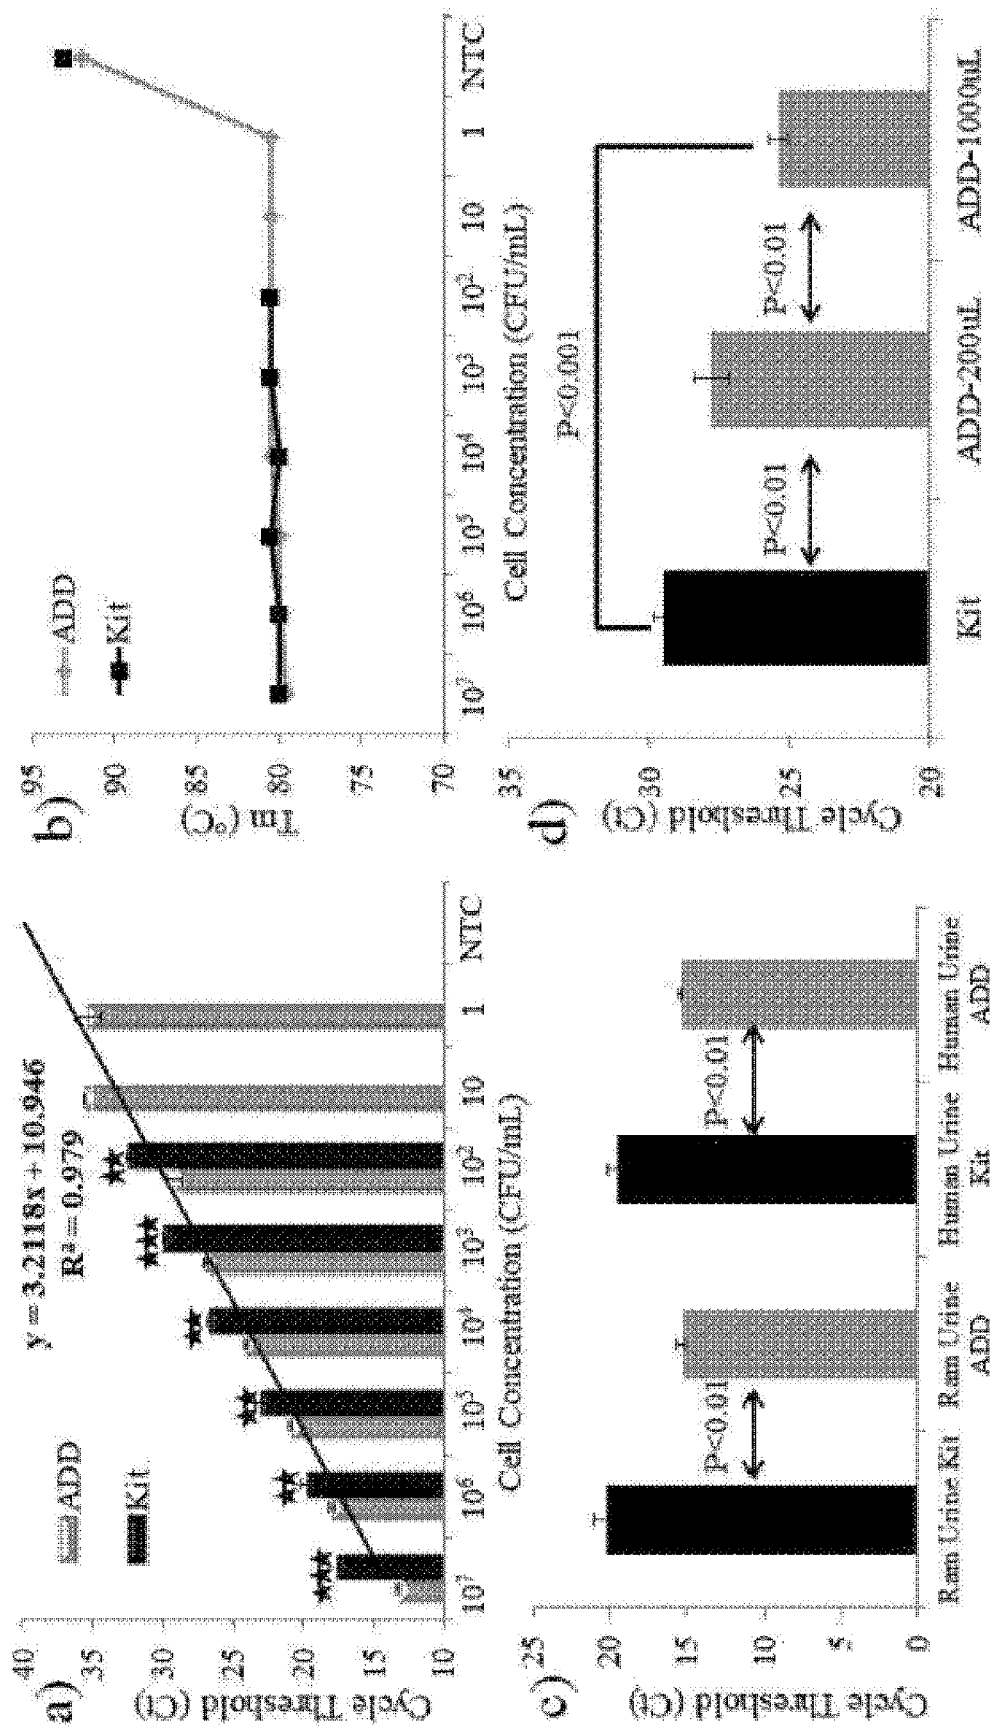 a)
ADD
Kit
y = 3.2118x + 10.946
R² = 0.979
40
35
30
25
20
15
10
Cycle Threshold (Ct)
10⁷
10⁶
10⁵
10⁴
10³
10²
10
1
NTC
Cell Concentration (CFU/mL)
b)
ADD
Kit
95
90
85
80
75
70
Tm (°C)
10⁷
10⁶
10⁵
10⁴
10³
10²
10
1
NTC
Cell Concentration (CFU/mL)
c)
25
20
15
10
5
0
Cycle Threshold (Ct)
P<0.01
P<0.01
Ram Urine Kit
Ram Urine ADD
Human Urine Kit
Human Urine ADD
d)
35
30
25
20
Cycle Threshold (Ct)
P<0.001
P<0.01
P<0.01
Kit
ADD-200uL
ADD-1000uL